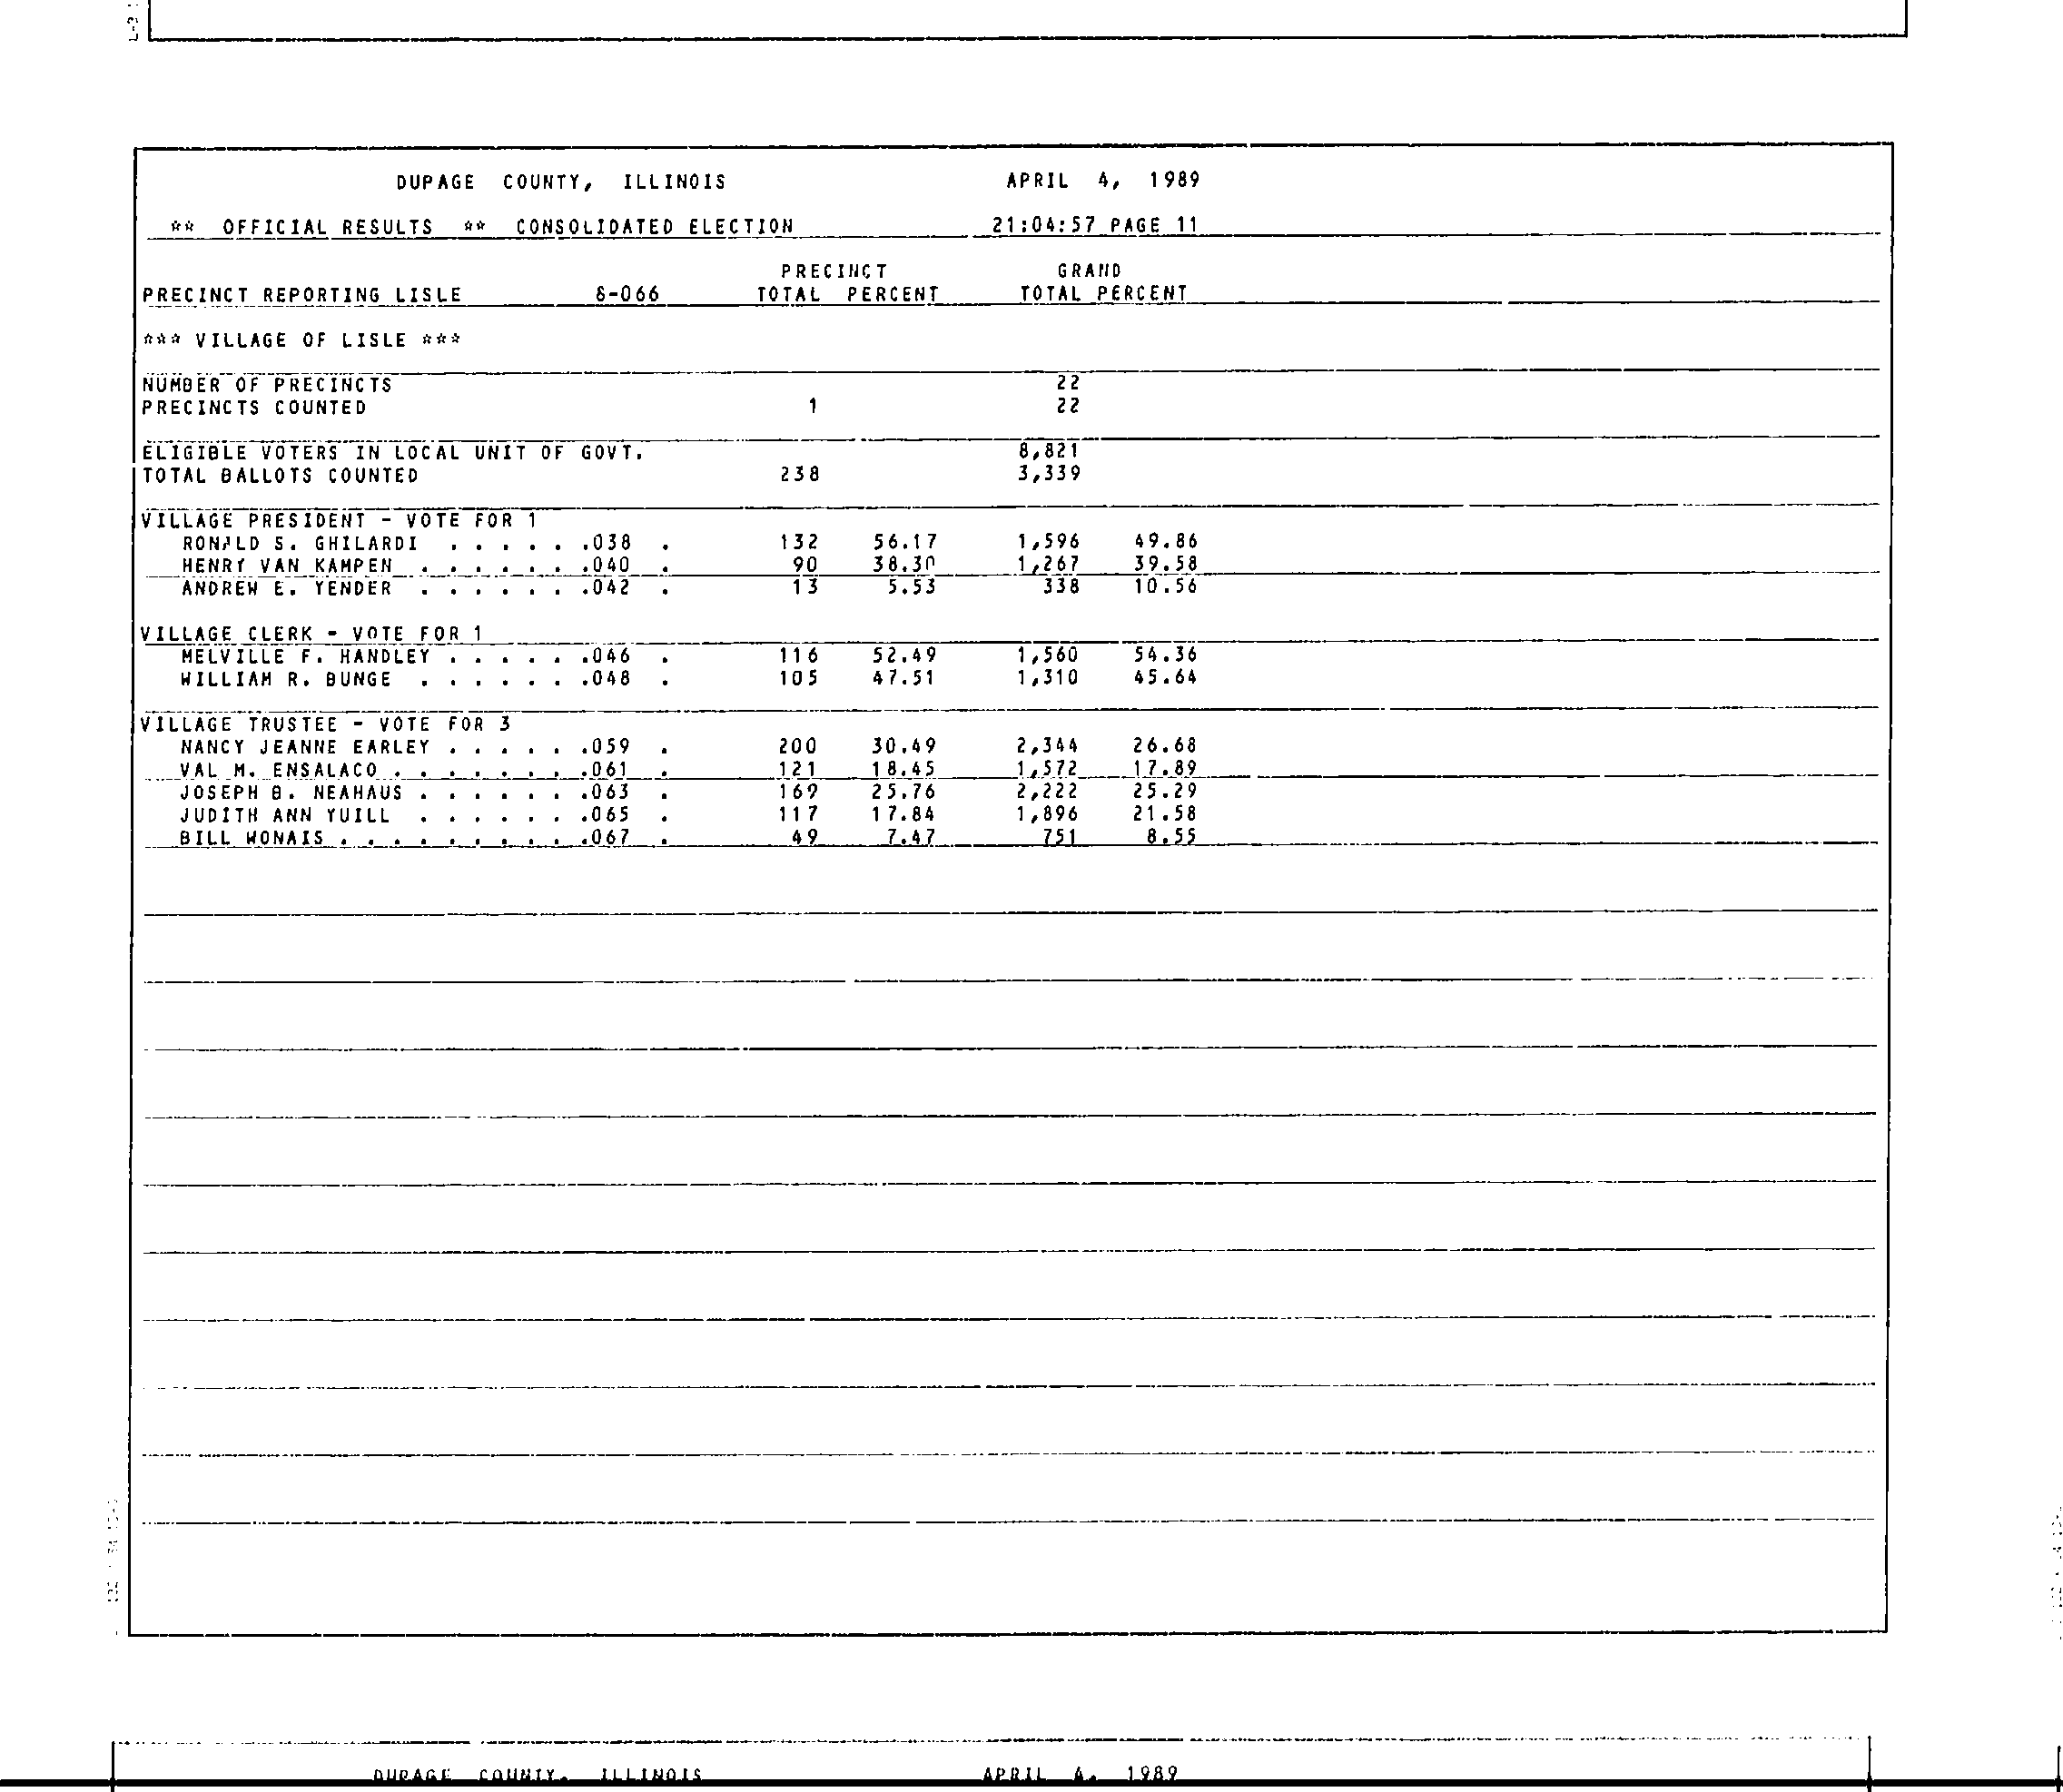 DUPAGE COUNTY, ILLINOIS APRIL 4, 1989
** OFFICIAL RESULTS ** CONSOLIDATED ELECTION 21:04:57 PAGE 11
PRECINCT GRAND
PRECINCT REPORTING LISLE 8-066 TOTAL PERCENT TOTAL PERCENT
*** VILLAGE OF LISLE ***
NUMBER OF PRECINCTS 22
PRECINCTS COUNTED 1 22
ELIGIBLE VOTERS IN LOCAL UNIT OF GOVT. 8,821
TOTAL BALLOTS COUNTED 238 3,339
VILLAGE PRESIDENT - VOTE FOR 1
RONALD S. GHILARDI . . . . . .038 . 132 56.17 1,596 49.86
HENRY VAN KAMPEN . . . . . . .040 . 90 38.30 1,267 39.58
ANDREW E. YENDER . . . . . . .042 . 13 5.53 338 10.56
VILLAGE CLERK - VOTE FOR 1
MELVILLE F. HANDLEY . . . . . .046 . 116 52.49 1,560 54.36
WILLIAM R. BUNGE . . . . . . .048 . 105 47.51 1,310 45.64
VILLAGE TRUSTEE - VOTE FOR 3
NANCY JEANNE EARLEY . . . . . .059 . 200 30.49 2,344 26.68
VAL M. ENSALACO . . . . . . . .061 . 121 18.45 1,572 17.89
JOSEPH B. NEAHAUS . . . . . . .063 . 169 25.76 2,222 25.29
JUDITH ANN YUILL . . . . . . .065 . 117 17.84 1,896 21.58
BILL WONAIS . . . . . . . . . .067 . 49 7.47 751 8.55
DUPAGE COUNTY, ILLINOIS APRIL 4, 1989